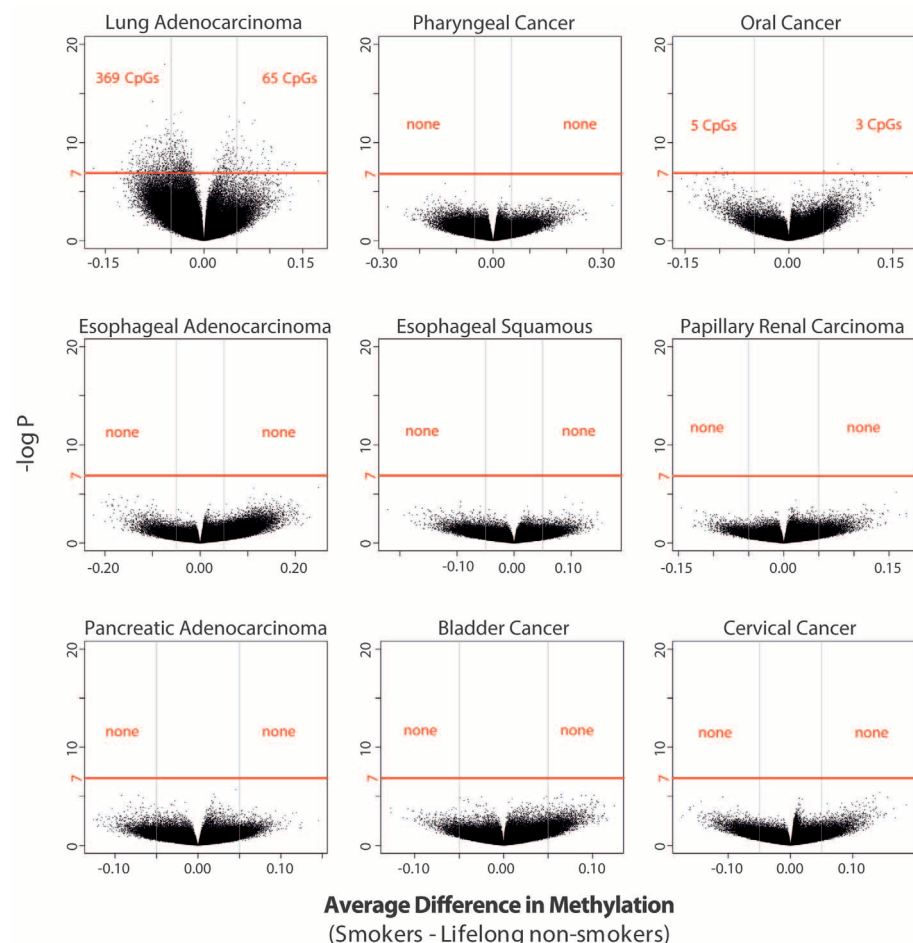 Lung Adenocarcinoma
Pharyngeal Cancer
Oral Cancer
20
10
7
0
369 CpGs
65 CpGs
-0.15
0.00
0.15
20
10
7
0
none
none
-0.30
0.00
0.30
20
10
7
0
5 CpGs
3 CpGs
-0.15
0.00
0.15
Esophageal Adenocarcinoma
Esophageal Squamous
Papillary Renal Carcinoma
-log P
20
10
7
0
none
none
-0.20
0.00
0.20
20
10
7
0
none
none
-0.10
0.00
0.10
20
10
7
0
none
none
-0.15
0.00
0.15
Pancreatic Adenocarcinoma
Bladder Cancer
Cervical Cancer
20
10
7
0
none
none
-0.10
0.00
0.10
20
10
7
0
none
none
-0.10
0.00
0.10
20
10
7
0
none
none
-0.10
0.00
0.10
Average Difference in Methylation
(Smokers - Lifelong non-smokers)